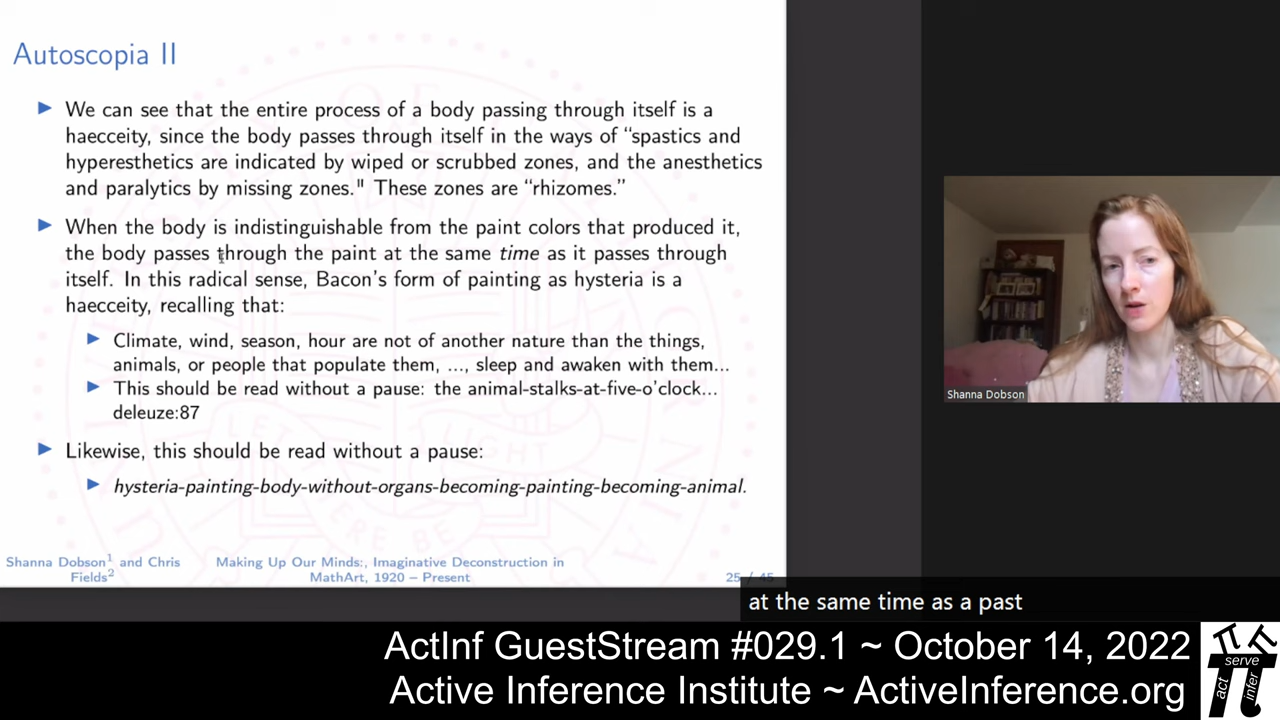 Autoscopia II
We can see that the entire process of a body passing through itself is a
haecceity, since the body passes through itself in the ways of “spastics and
hyperesthetics are indicated by wiped or scrubbed zones, and the anesthetics
and paralytics by missing zones." These zones are “rhizomes.”
When the body is indistinguishable from the paint colors that produced it,
the body passes through the paint at the same time as it passes through
itself. In this radical sense, Bacon’s form of painting as hysteria is a
haecceity, recalling that:
Climate, wind, season, hour are not of another nature than the things,
animals, or people that populate them, ..., sleep and awaken with them...
This should be read without a pause: the animal-stalks-at-five-o’clock...
deleuze:87
Likewise, this should be read without a pause:
hysteria-painting-body-without-organs-becoming-painting-becoming-animal.
Shanna Dobson1 and Chris
Fields2
Making Up Our Minds:, Imaginative Deconstruction in
MathArt, 1920 – Present
25 / 45
Shanna Dobson
at the same time as a past
ActInf GuestStream #029.1 ~ October 14, 2022
Active Inference Institute ~ ActiveInference.org
serve
act
infer